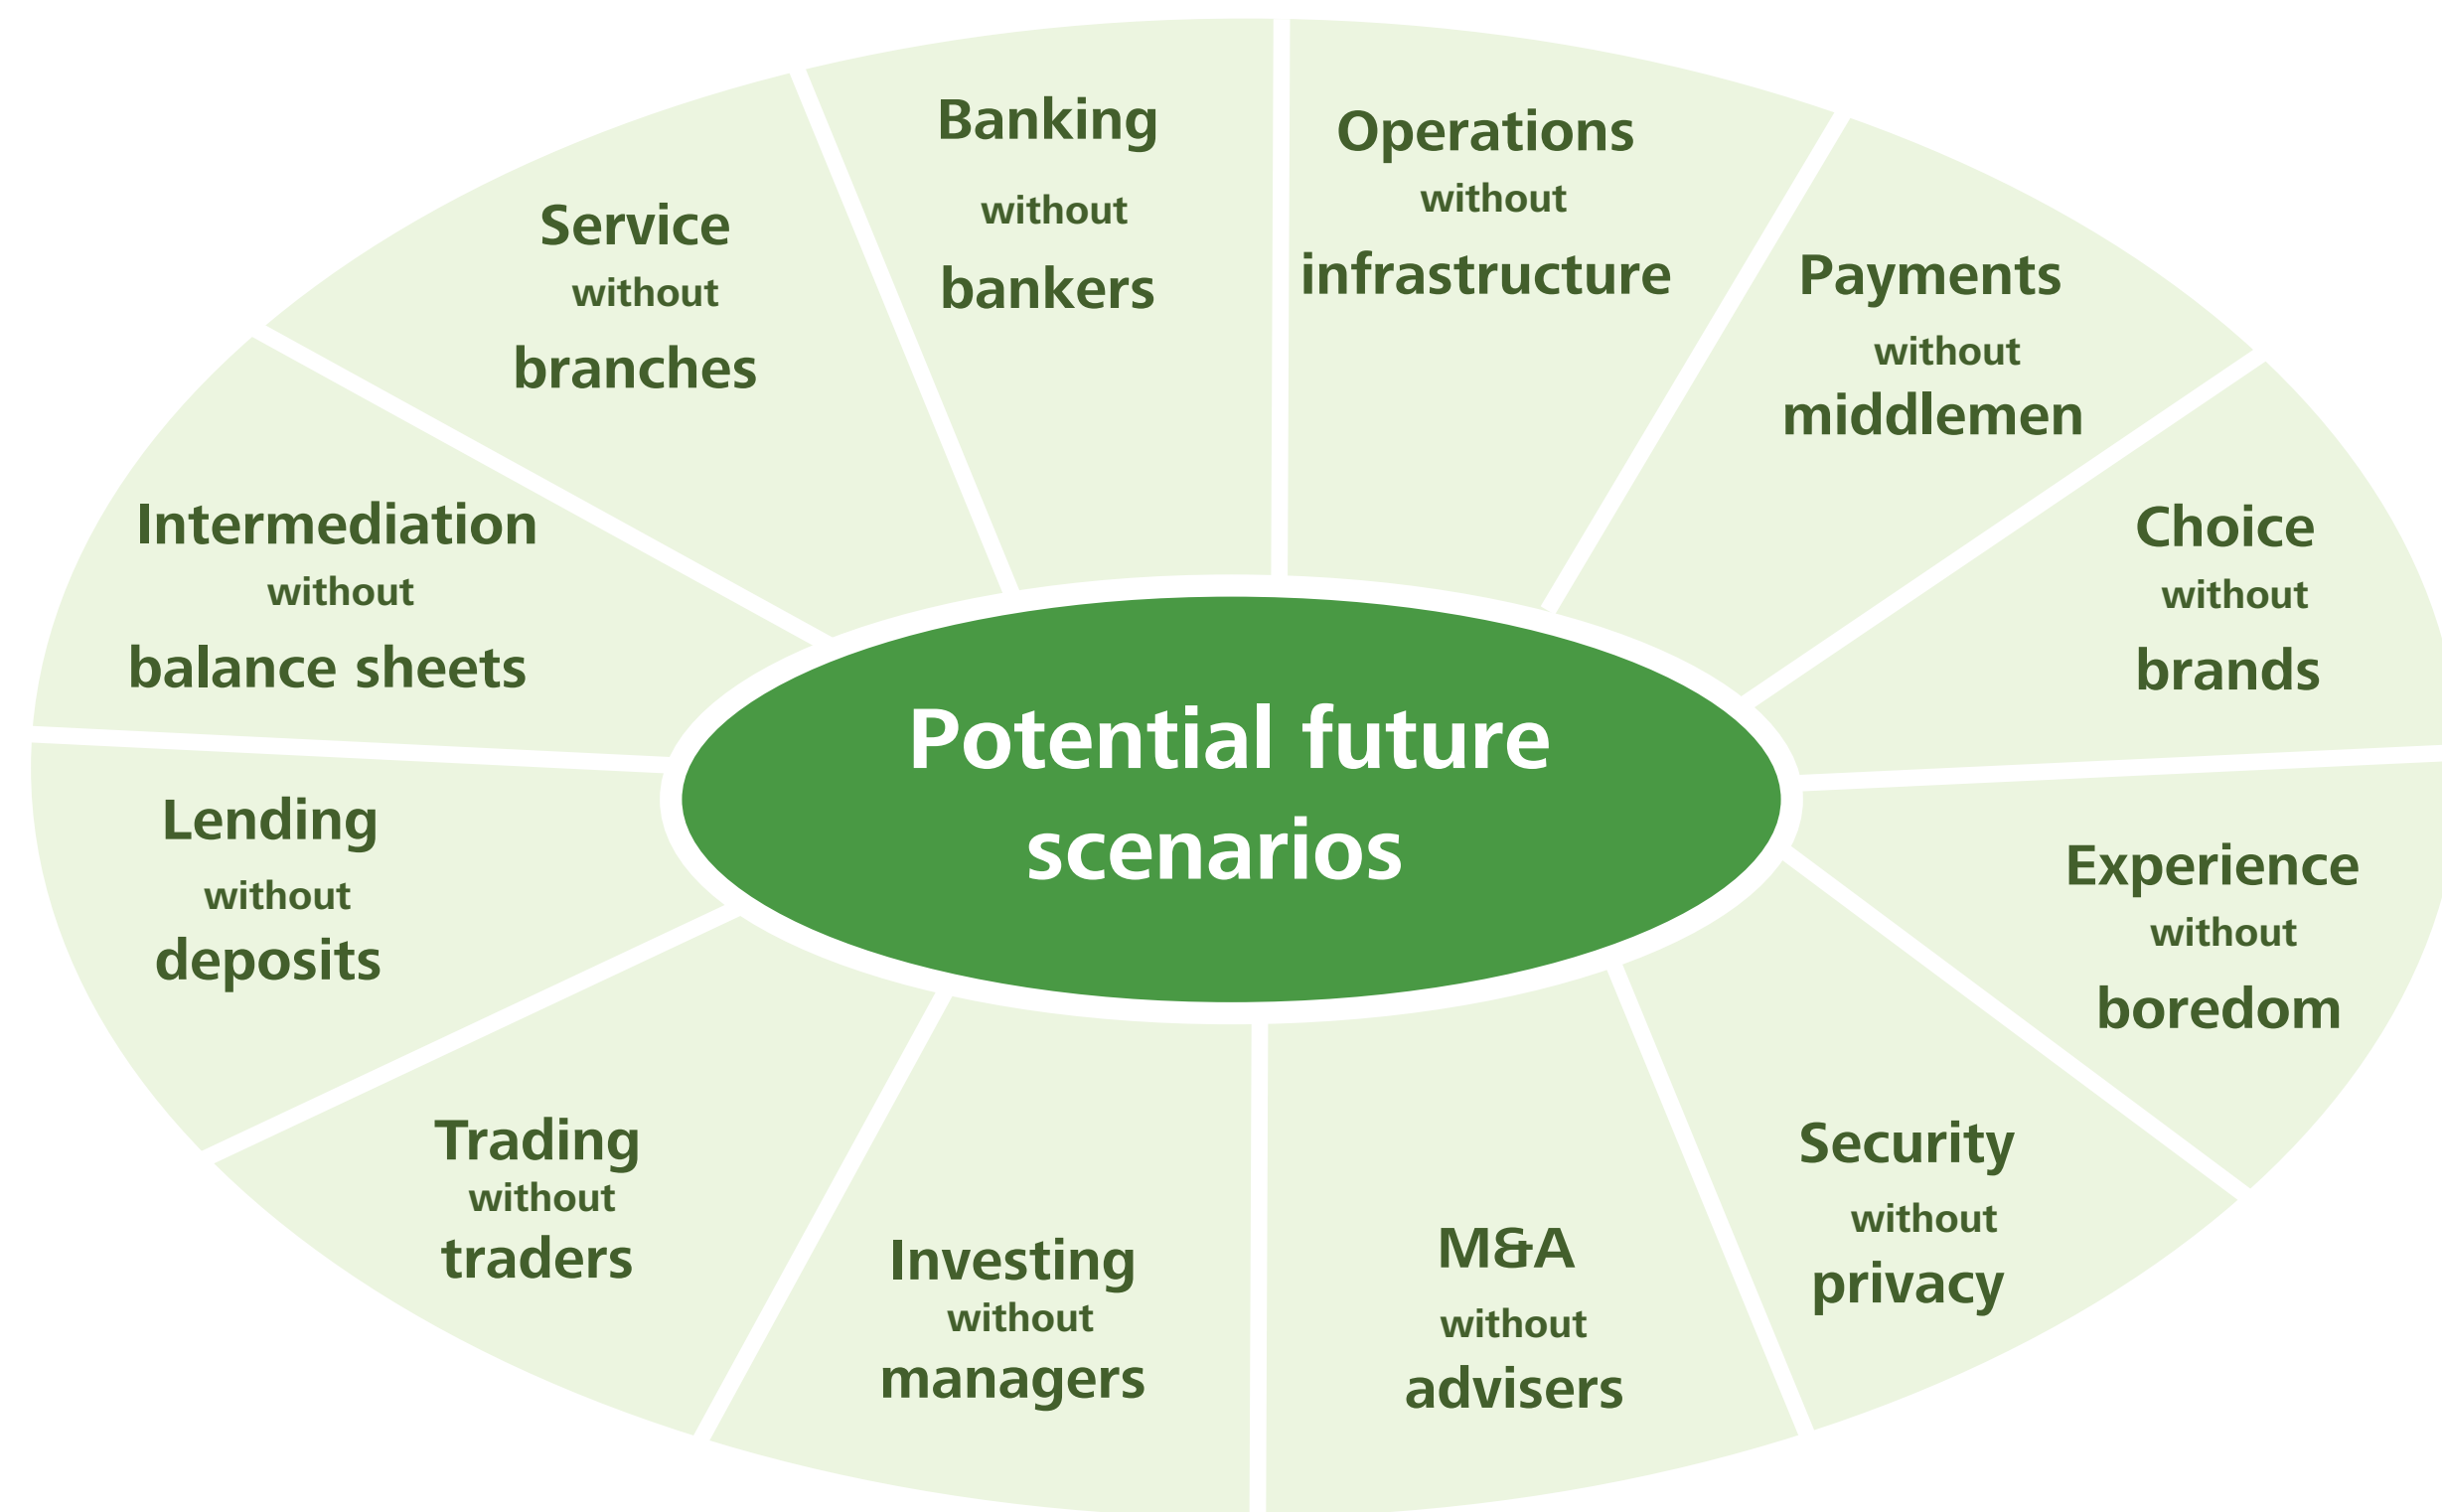 Banking
without
bankers
Operations
without
infrastructure
Payments
without
middlemen
Choice
without
brands
Experience
without
boredom
Security
without
privacy
M&A
without
advisers
Investing
without
managers
Trading
without
traders
Lending
without
deposits
Intermediation
without
balance sheets
Service
without
branches
Potential future
scenarios